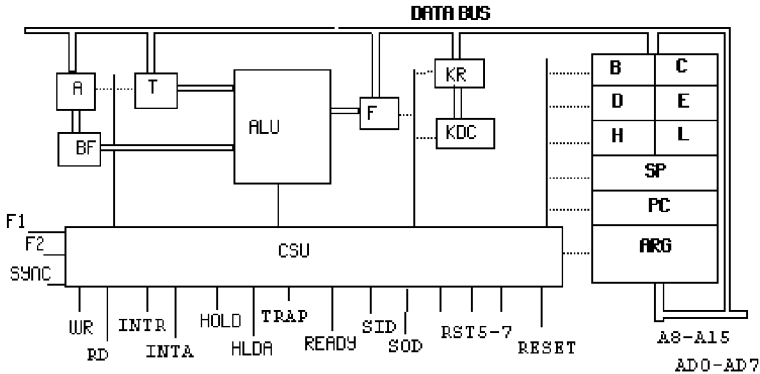 DATA BUS
A
T
BF
ALU
F
KR
KDC
B C
D E
H L
SP
PC
ARG
F1
F2
SYNC
CSU
WR
RD
INTR
INTA
HOLD
HLDA
TRAP
READY
SID
SOD
RST5-7
RESET
A8-A15
AD0-AD7